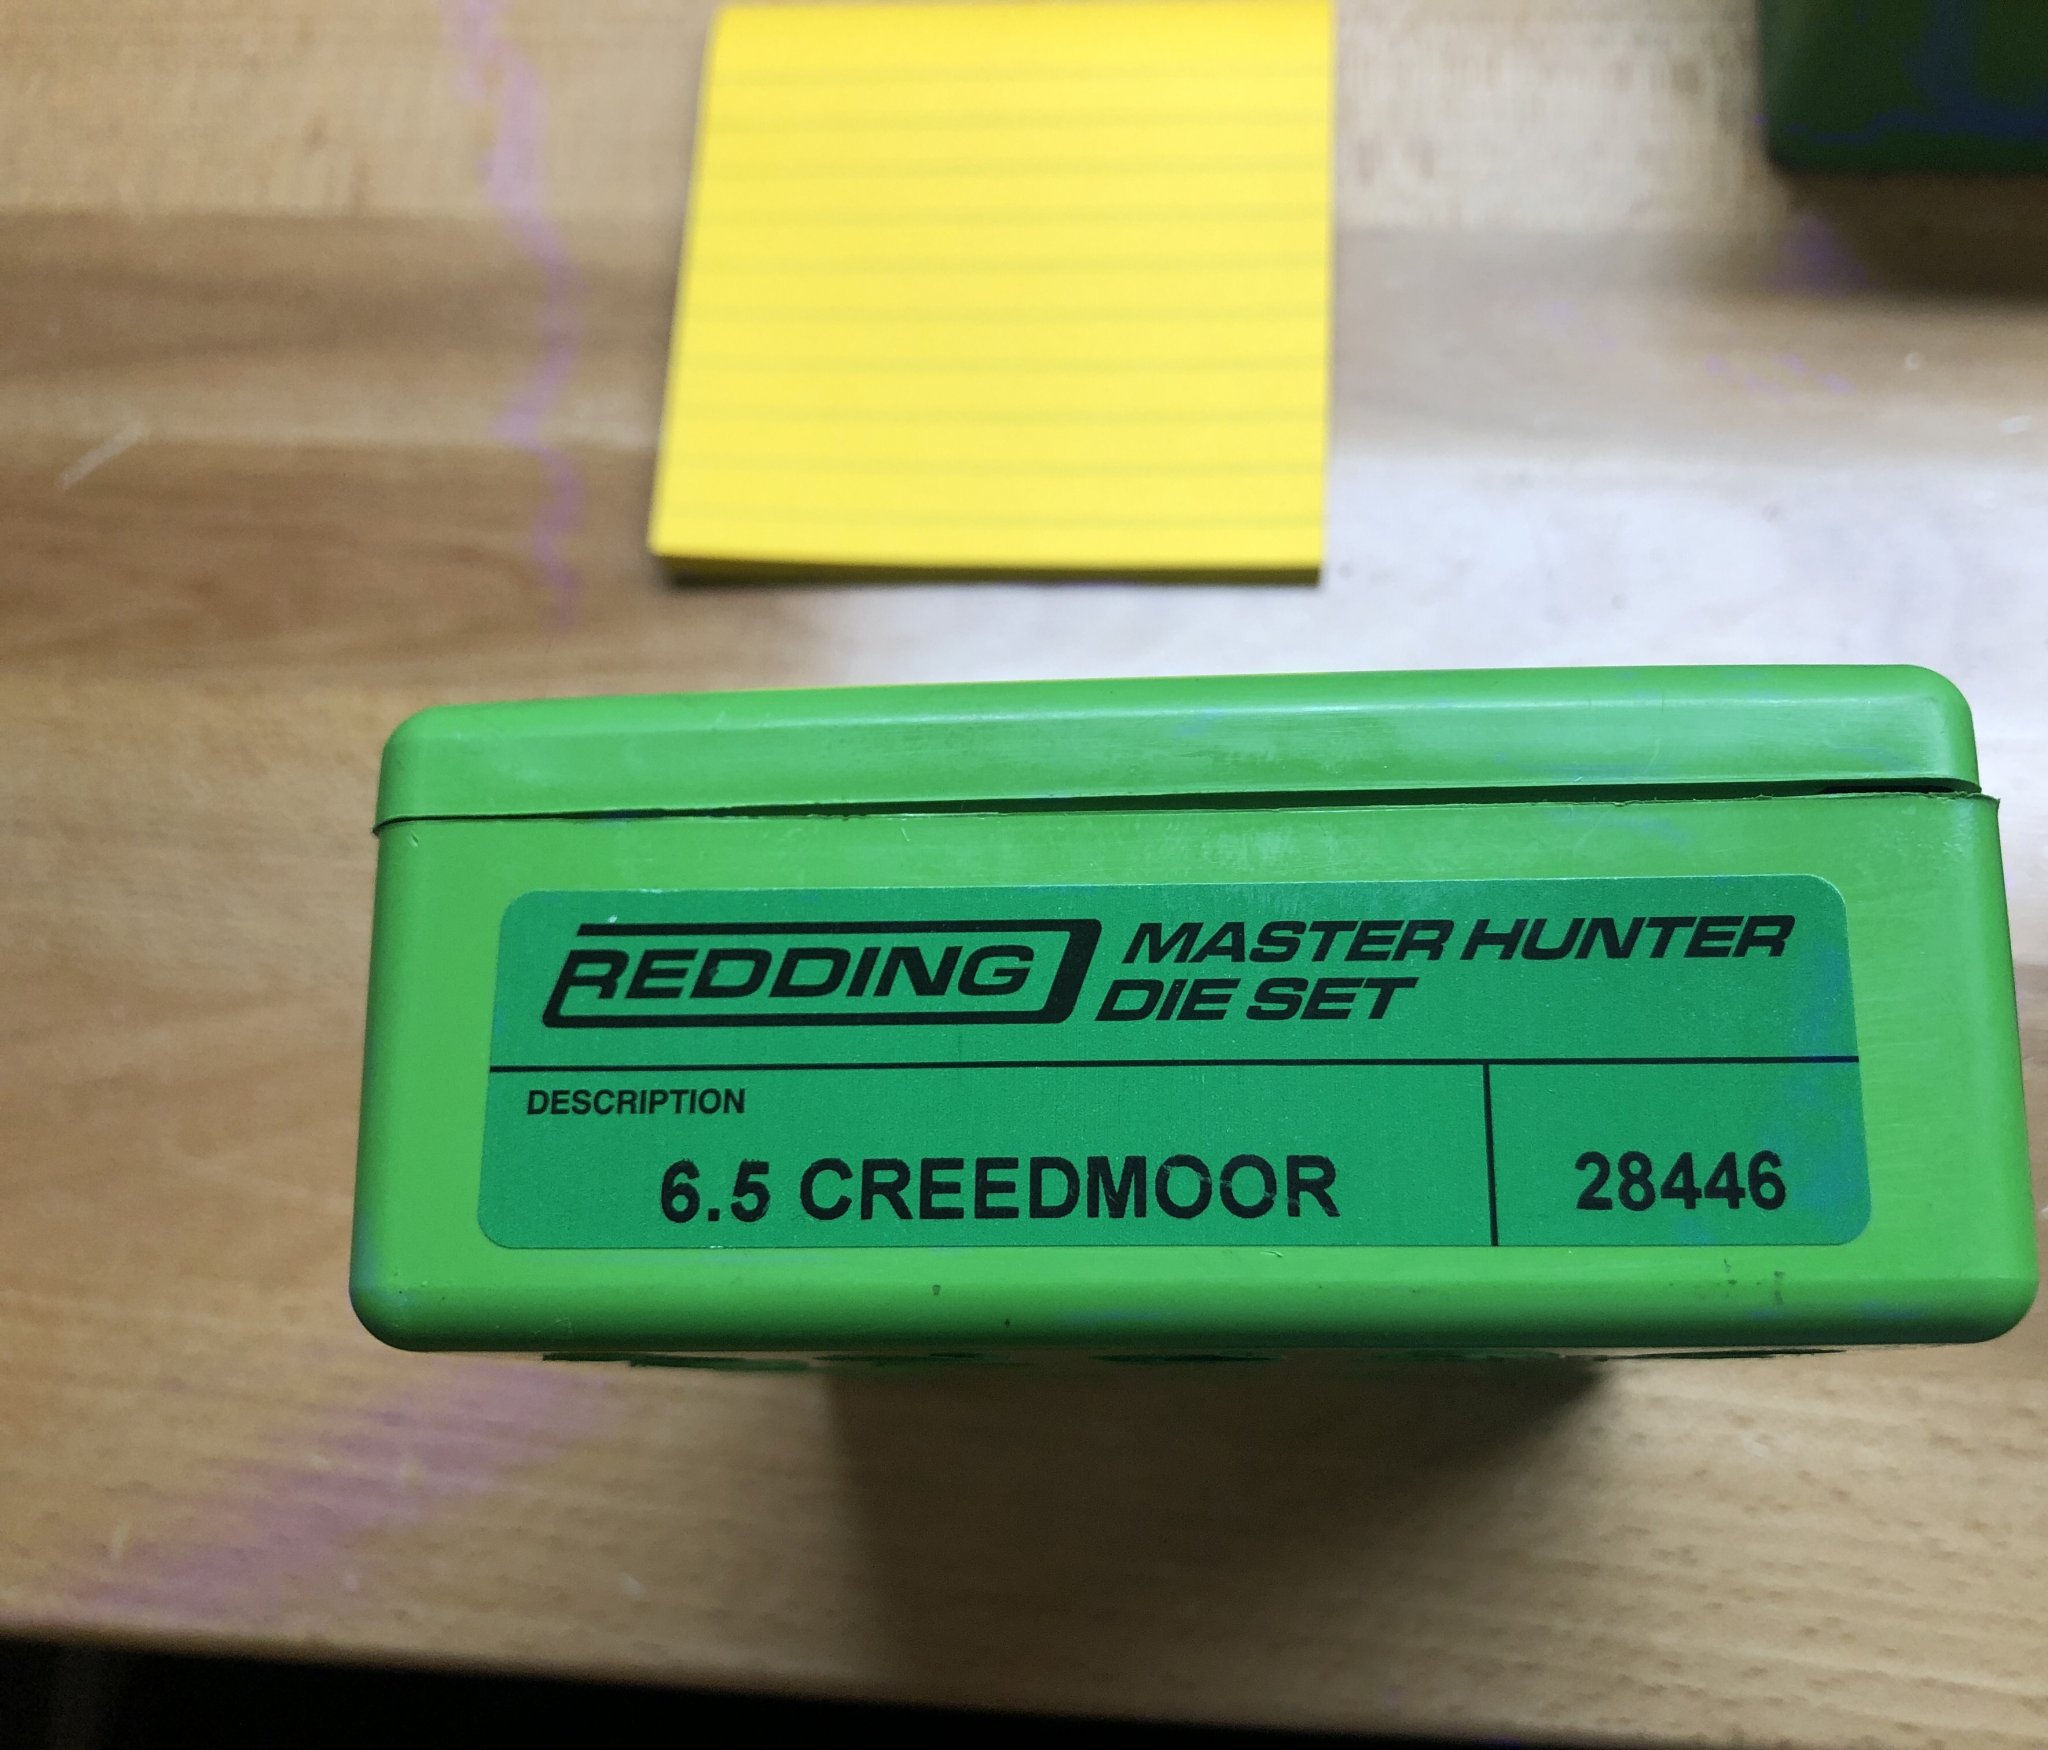 REDDING MASTER HUNTER
DIE SET
DESCRIPTION
6.5 CREEDMOOR 28446